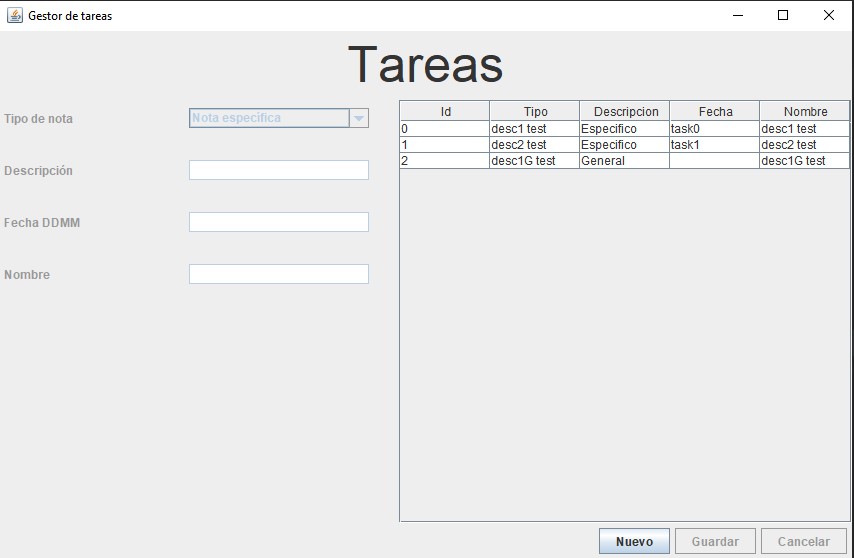 Gestor de tareas
Tareas
Tipo de nota
Nota especifica
Descripción
Fecha DDMM
Nombre
Id Tipo Descripcion Fecha Nombre
0 desc1 test Especifico task0 desc1 test
1 desc2 test Especifico task1 desc2 test
2 desc1G test General desc1G test
Nuevo Guardar Cancelar